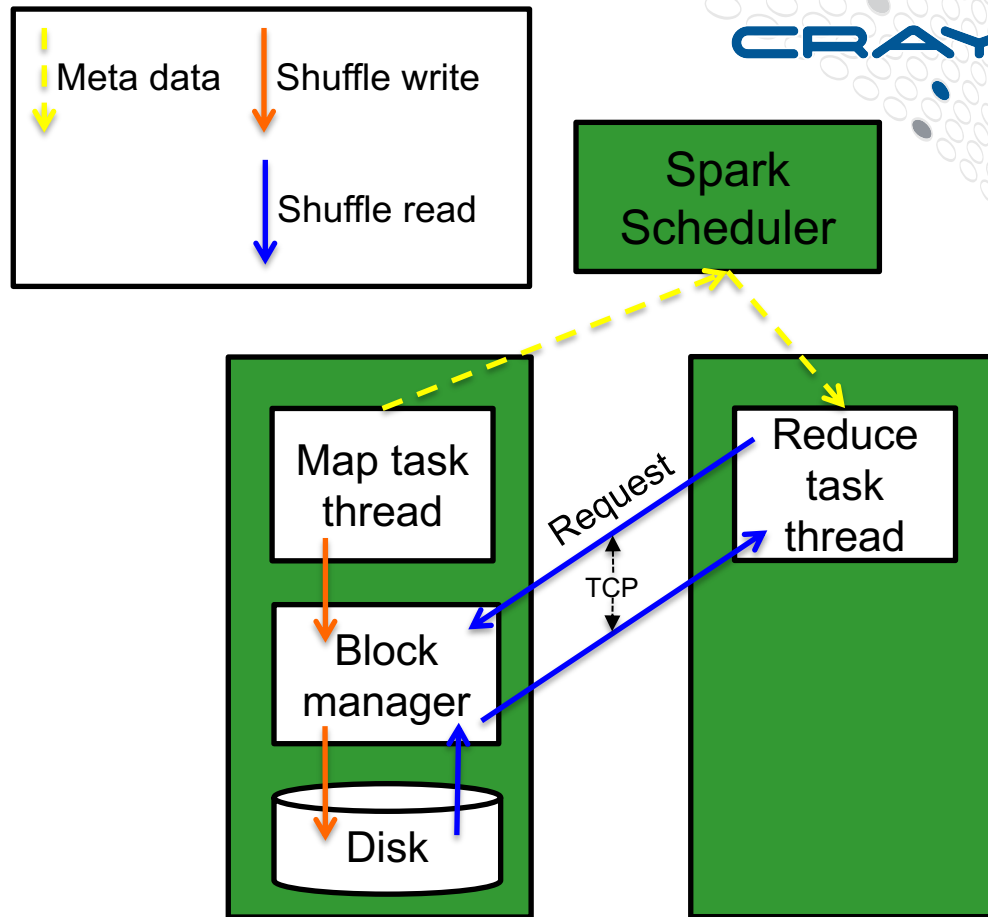 CRAY
Meta data
Shuffle write
Shuffle read
Spark
Scheduler
Map task
thread
Reduce
task
thread
Request
TCP
Block
manager
Disk